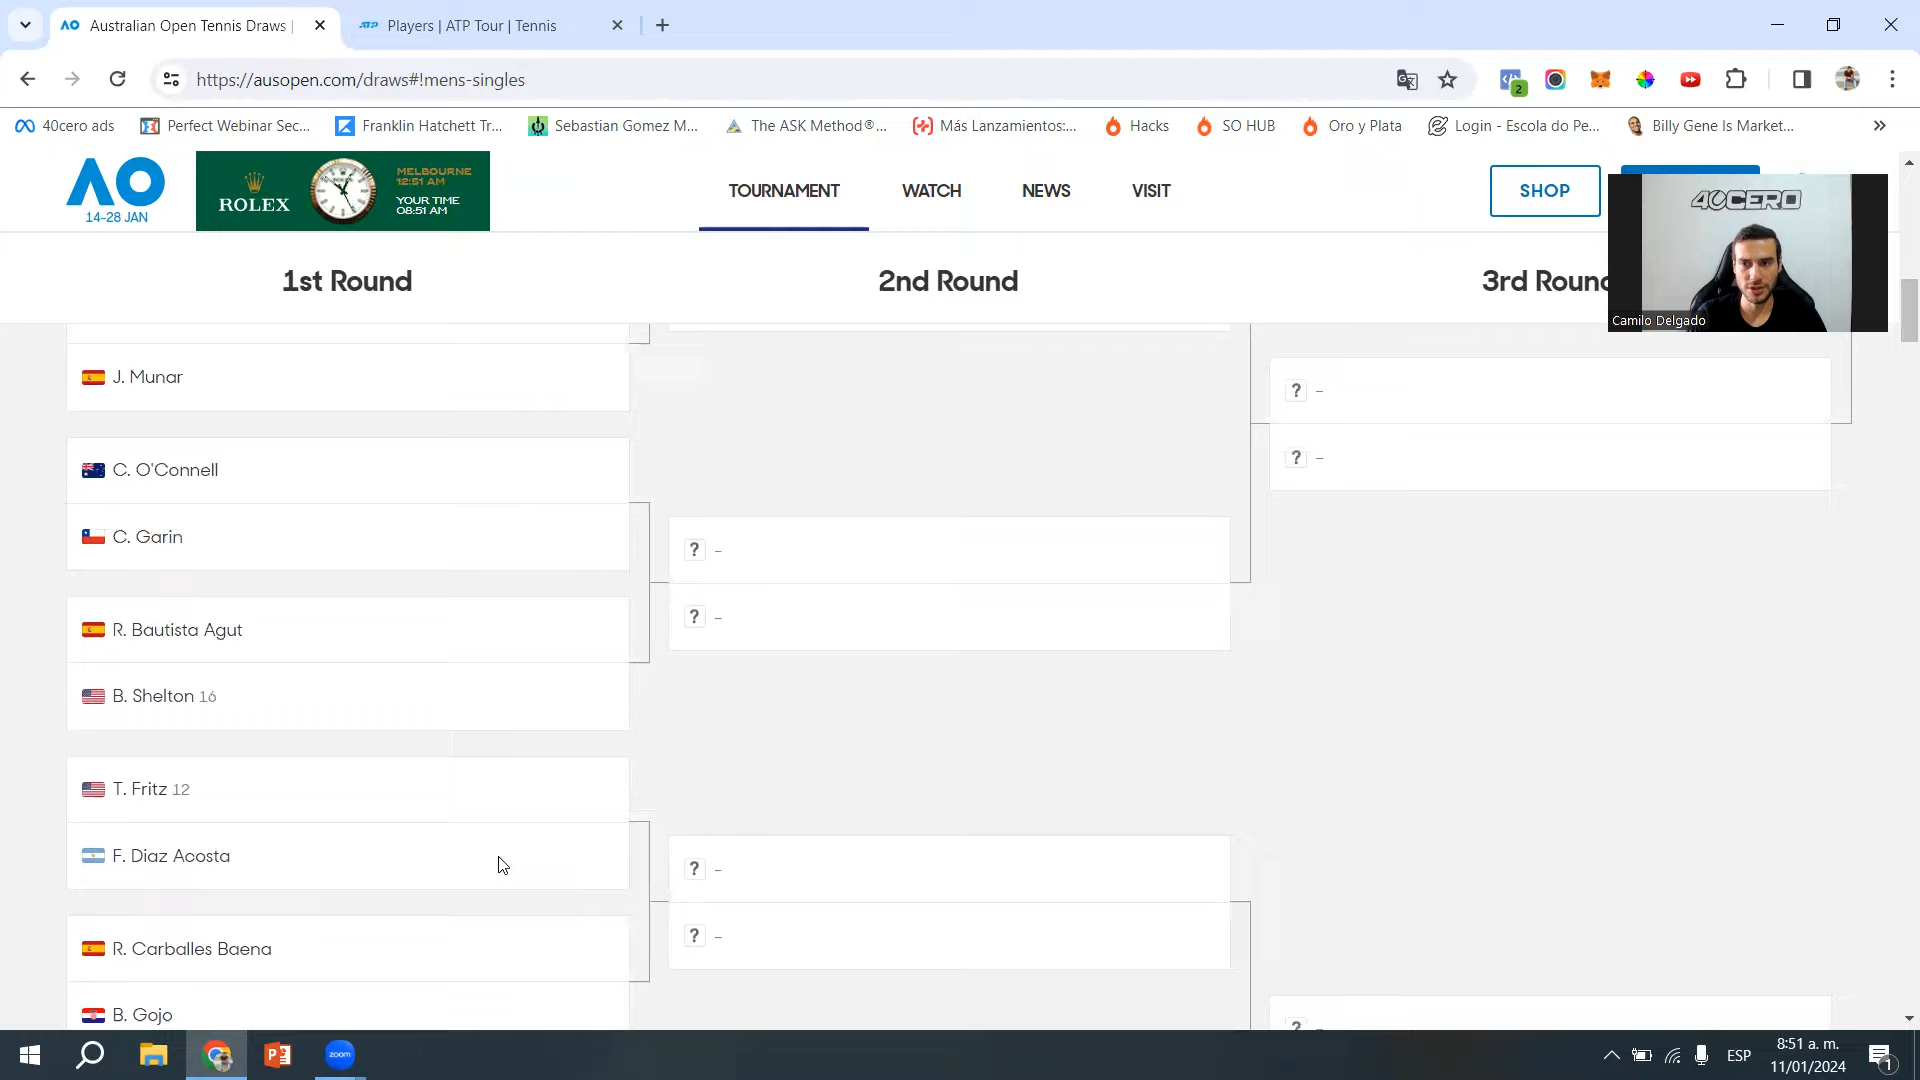 Australian Open Tennis Draws |
Players | ATP Tour | Tennis
https://ausopen.com/draws#!mens-singles
2
40cero ads
Perfect Webinar Sec...
Franklin Hatchett Tr...
Sebastian Gomez M...
The ASK Method®...
Más Lanzamientos:...
Hacks
SO HUB
Oro y Plata
Login - Escola do Pe...
Billy Gene Is Market...
AO
14-28 JAN
ROLEX
MELBOURNE
12:51 AM
YOUR TIME
08:51 AM
TOURNAMENT
WATCH
NEWS
VISIT
SHOP
40CERO
Camilo Delgado
1st Round
2nd Round
3rd Round
J. Munar
? –
? –
C. O'Connell
C. Garin
? –
? –
R. Bautista Agut
B. Shelton 16
T. Fritz 12
F. Diaz Acosta
? –
? –
R. Carballes Baena
B. Gojo
? –
P
zoom
ESP
8:51 a. m.
11/01/2024
1